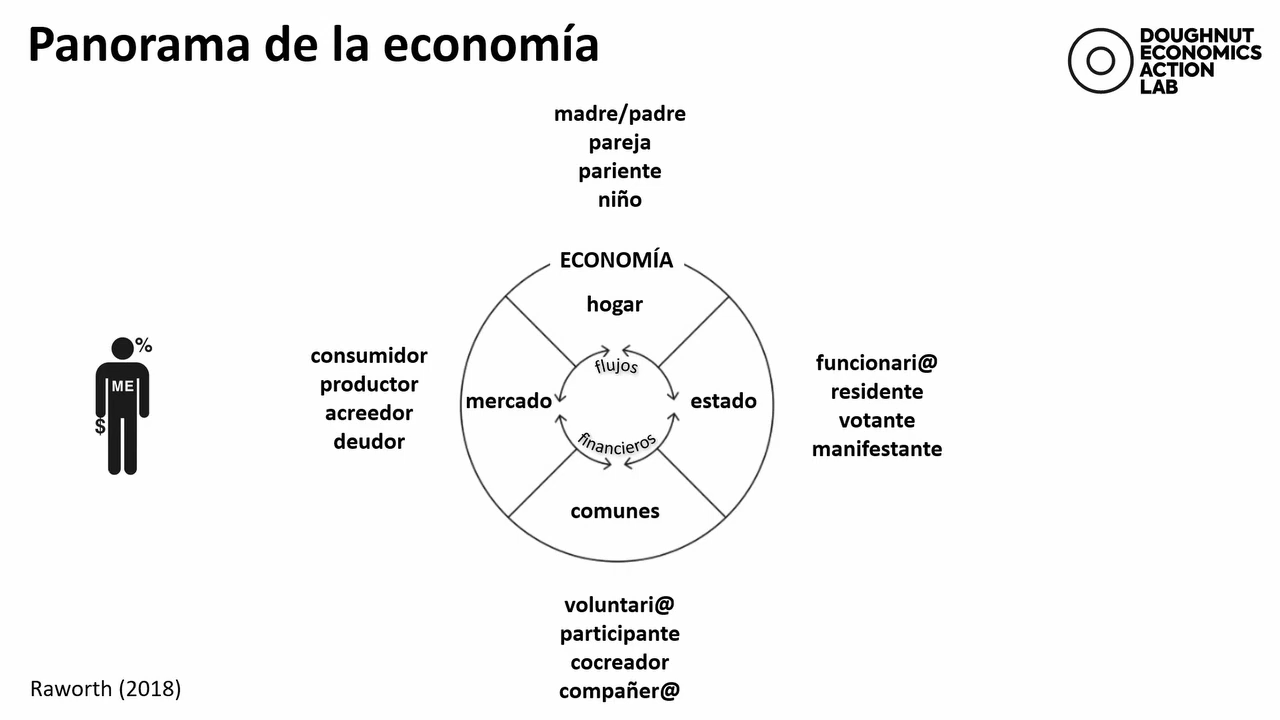 Panorama de la economía
DOUGHNUT
ECONOMICS
ACTION
LAB
madre/padre
pareja
pariente
niño
ECONOMÍA
hogar
%
ME
$
consumidor
productor
acreedor
deudor
mercado
flujos
financieros
estado
funcionari@
residente
votante
manifestante
comunes
voluntari@
participante
cocreador
compañer@
Raworth (2018)